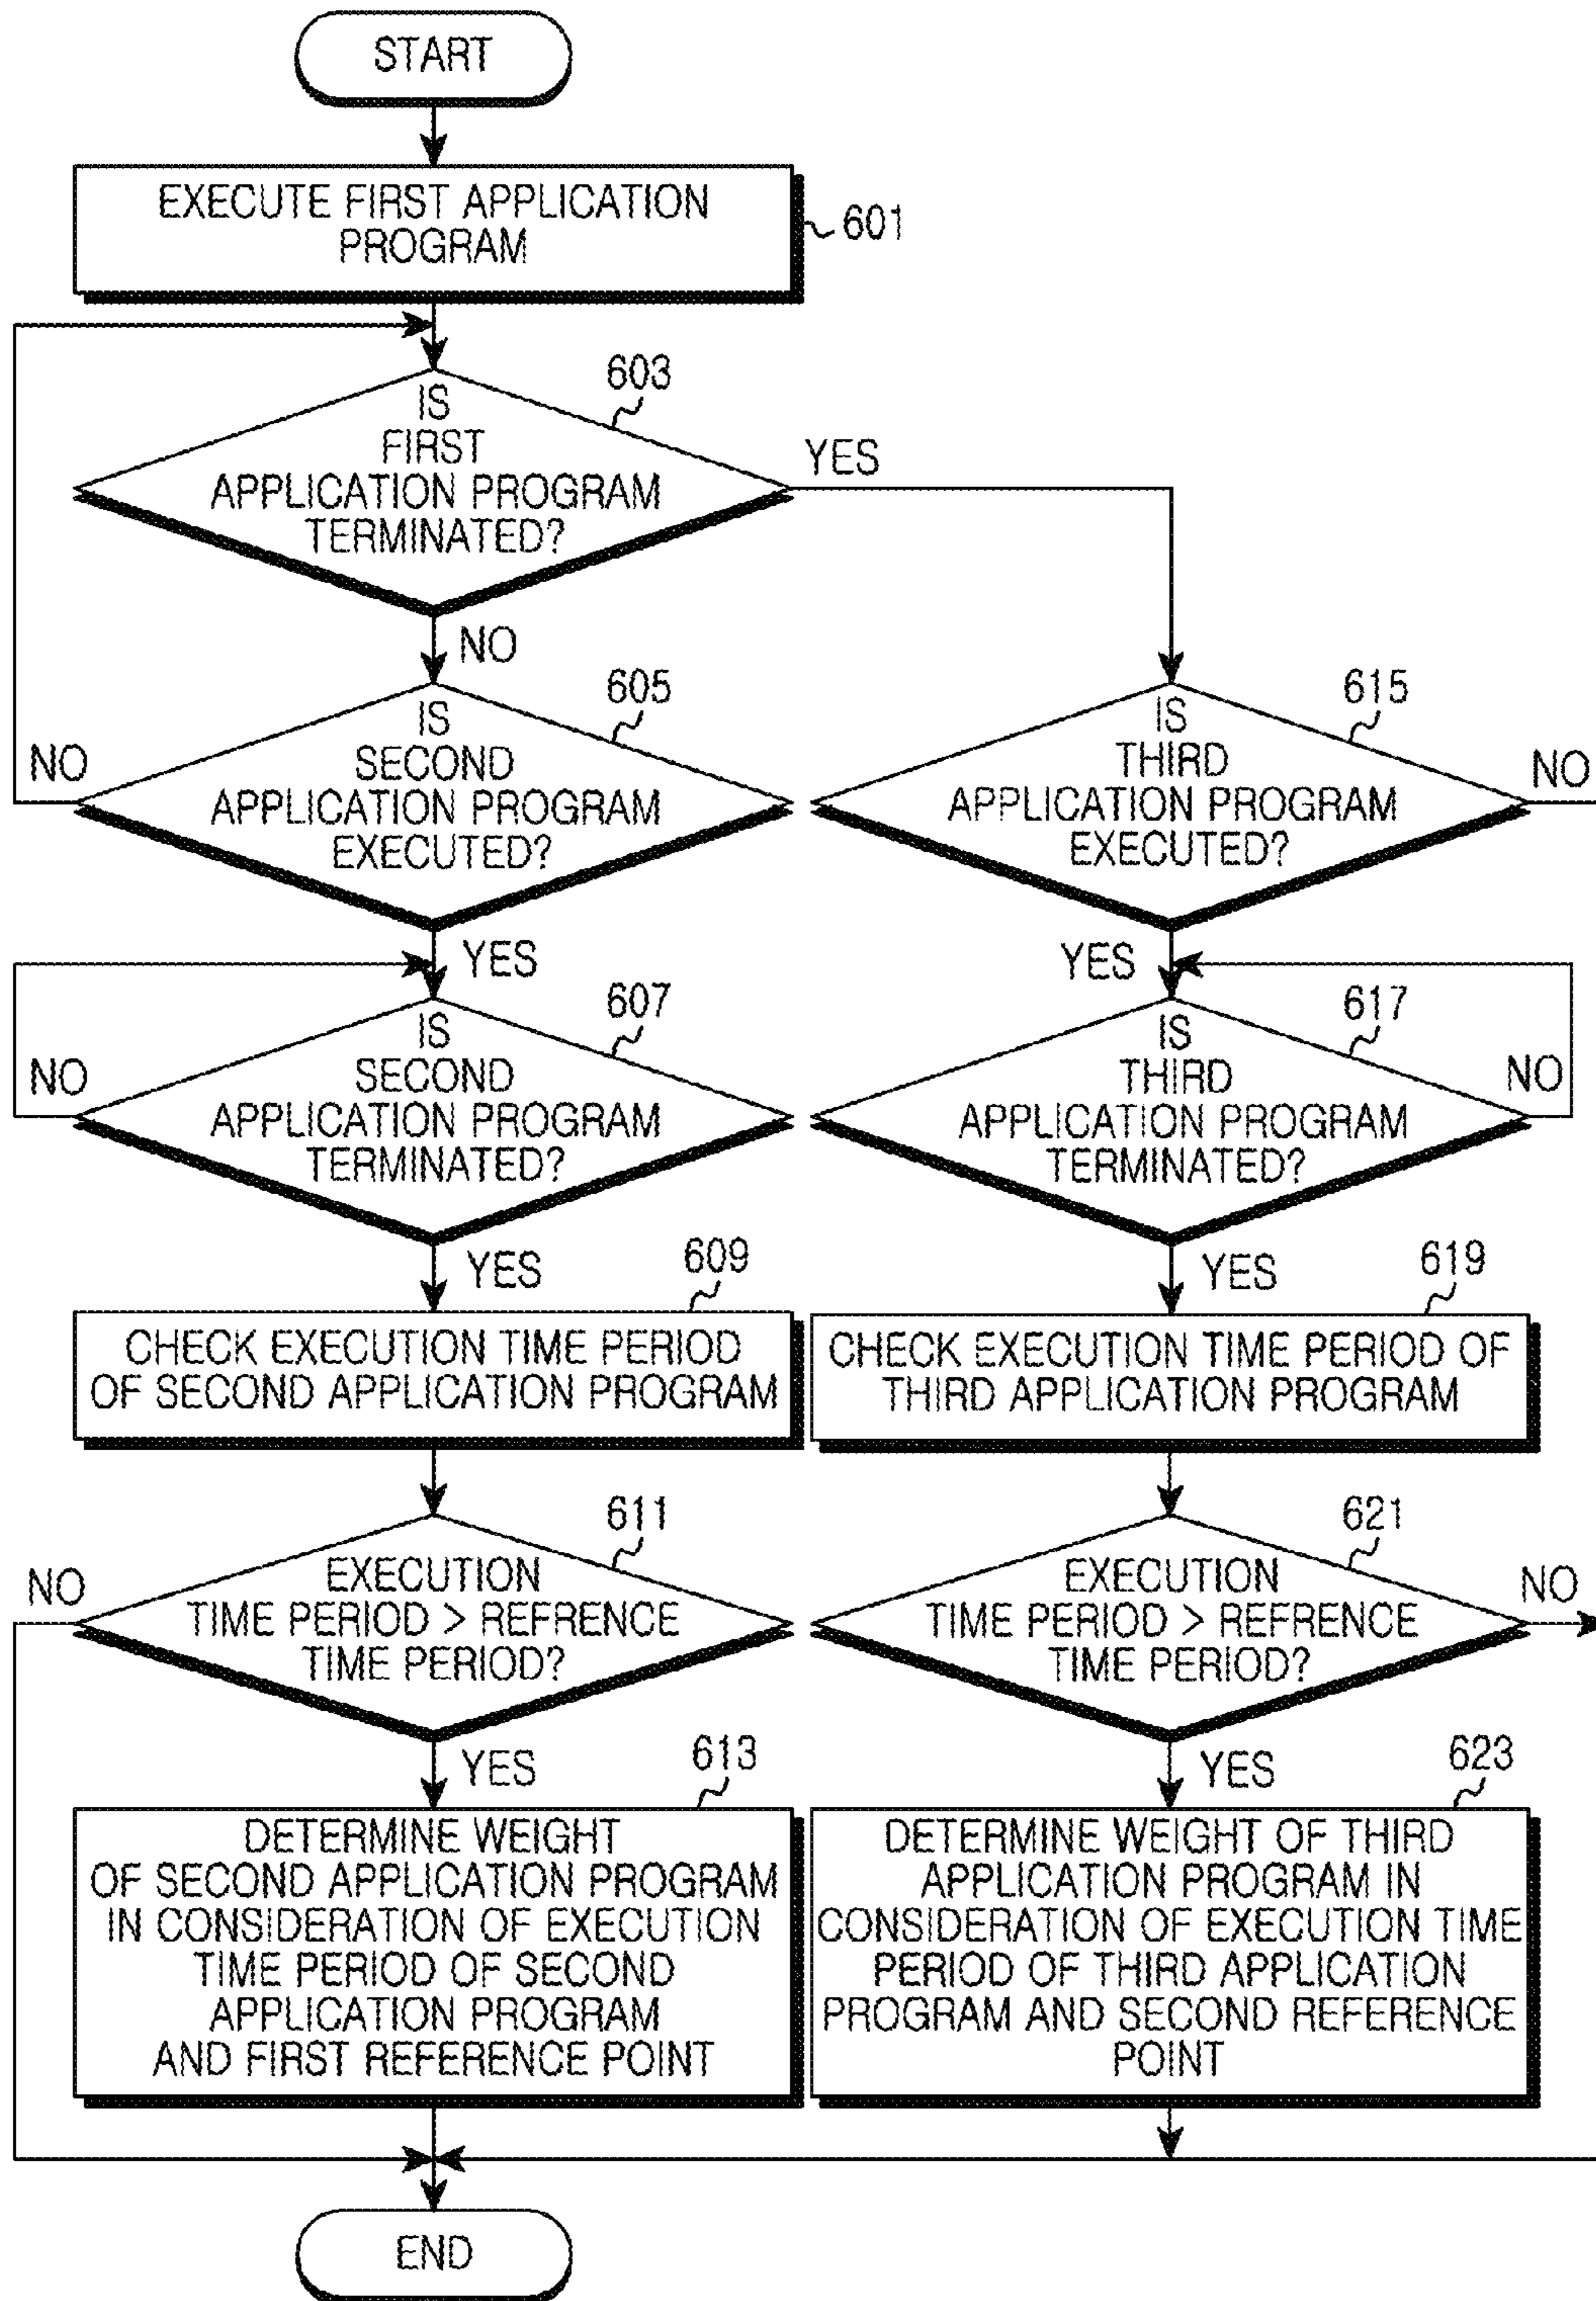 START
EXECUTE FIRST APPLICATION
PROGRAM
601
603
IS
FIRST
APPLICATION PROGRAM
TERMINATED?
YES
NO
605
IS
SECOND
APPLICATION PROGRAM
EXECUTED?
NO
YES
615
IS
THIRD
APPLICATION PROGRAM
EXECUTED?
NO
YES
607
IS
SECOND
APPLICATION PROGRAM
TERMINATED?
NO
YES
617
IS
THIRD
APPLICATION PROGRAM
TERMINATED?
NO
YES
609
CHECK EXECUTION TIME PERIOD
OF SECOND APPLICATION PROGRAM
619
CHECK EXECUTION TIME PERIOD OF
THIRD APPLICATION PROGRAM
611
EXECUTION
TIME PERIOD > REFRENCE
TIME PERIOD?
NO
YES
621
EXECUTION
TIME PERIOD > REFRENCE
TIME PERIOD?
NO
YES
613
DETERMINE WEIGHT
OF SECOND APPLICATION PROGRAM
IN CONSIDERATION OF EXECUTION
TIME PERIOD OF SECOND
APPLICATION PROGRAM
AND FIRST REFERENCE POINT
623
DETERMINE WEIGHT OF THIRD
APPLICATION PROGRAM IN
CONSIDERATION OF EXECUTION TIME
PERIOD OF THIRD APPLICATION
PROGRAM AND SECOND REFERENCE
POINT
END